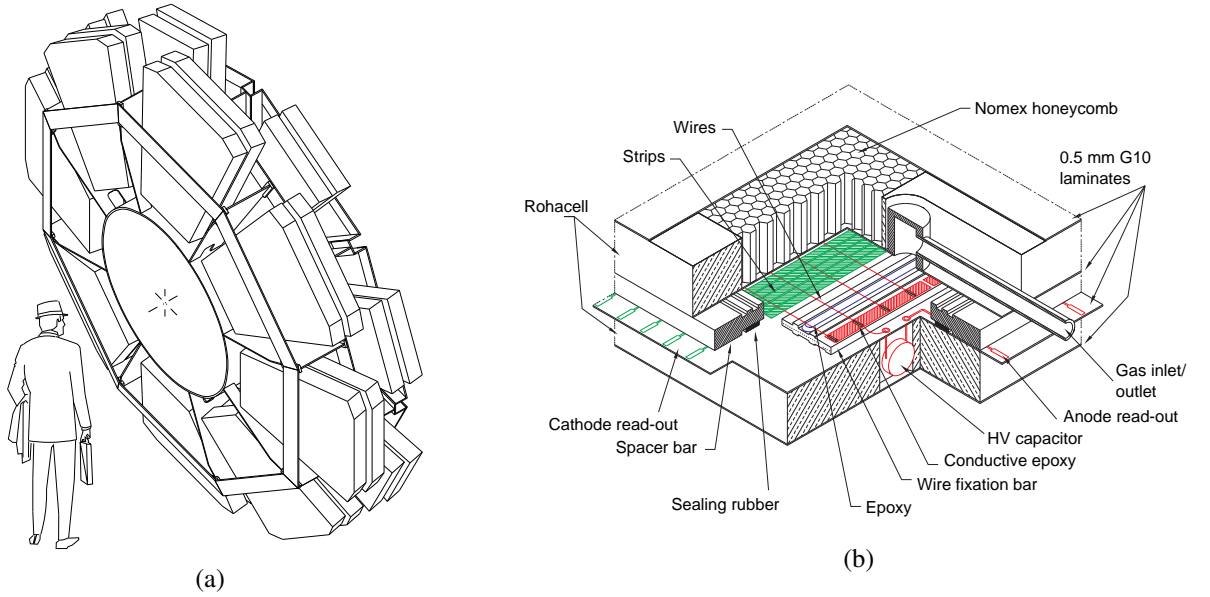 Nomex honeycomb
Wires
Strips
0.5 mm G10
laminates
Rohacell
Gas inlet/
outlet
Cathode read-out
Anode read-out
Spacer bar
HV capacitor
Conductive epoxy
Wire fixation bar
Sealing rubber
Epoxy
(a)
(b)